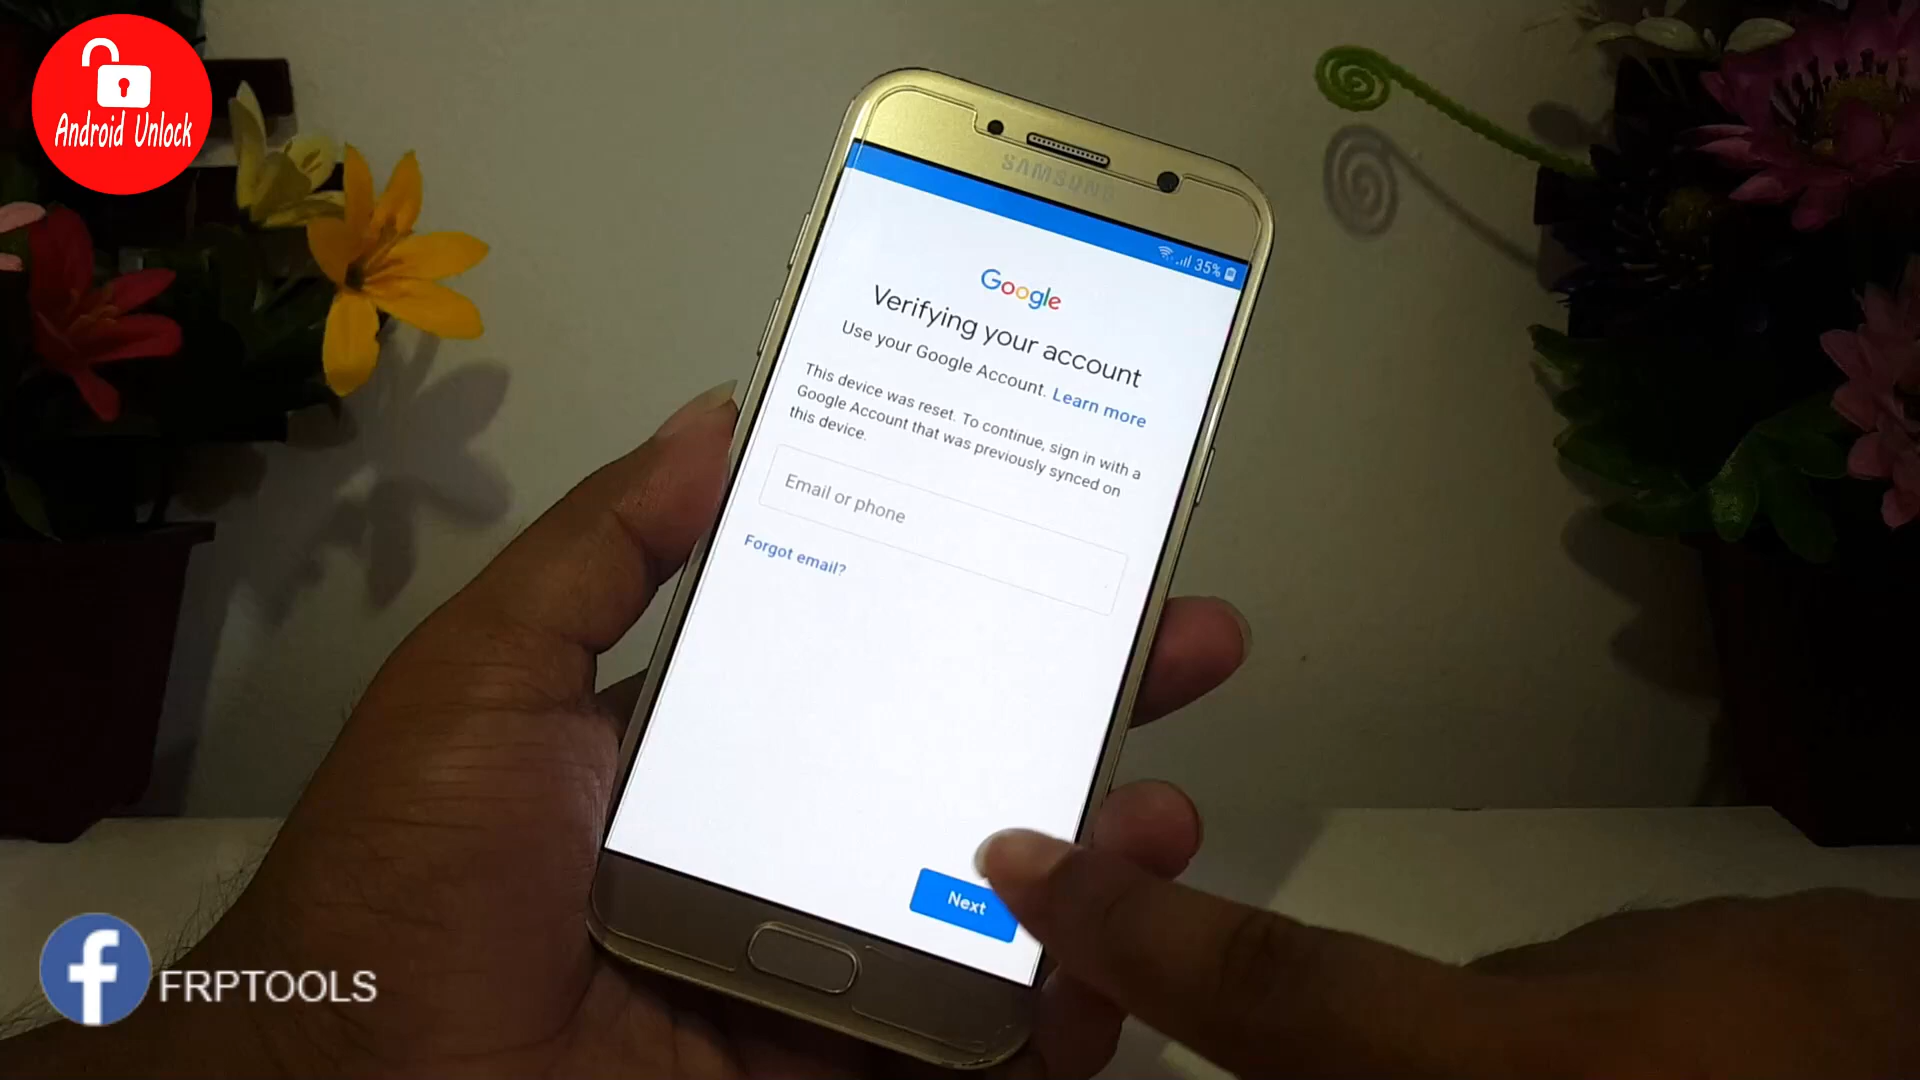 Android Unlock
SAMSUNG
35%
Google
Verifying your account
Use your Google Account. Learn more
This device was reset. To continue, sign in with a
Google Account that was previously synced on
this device.
Email or phone
Forgot email?
Next
f FRPTOOLS